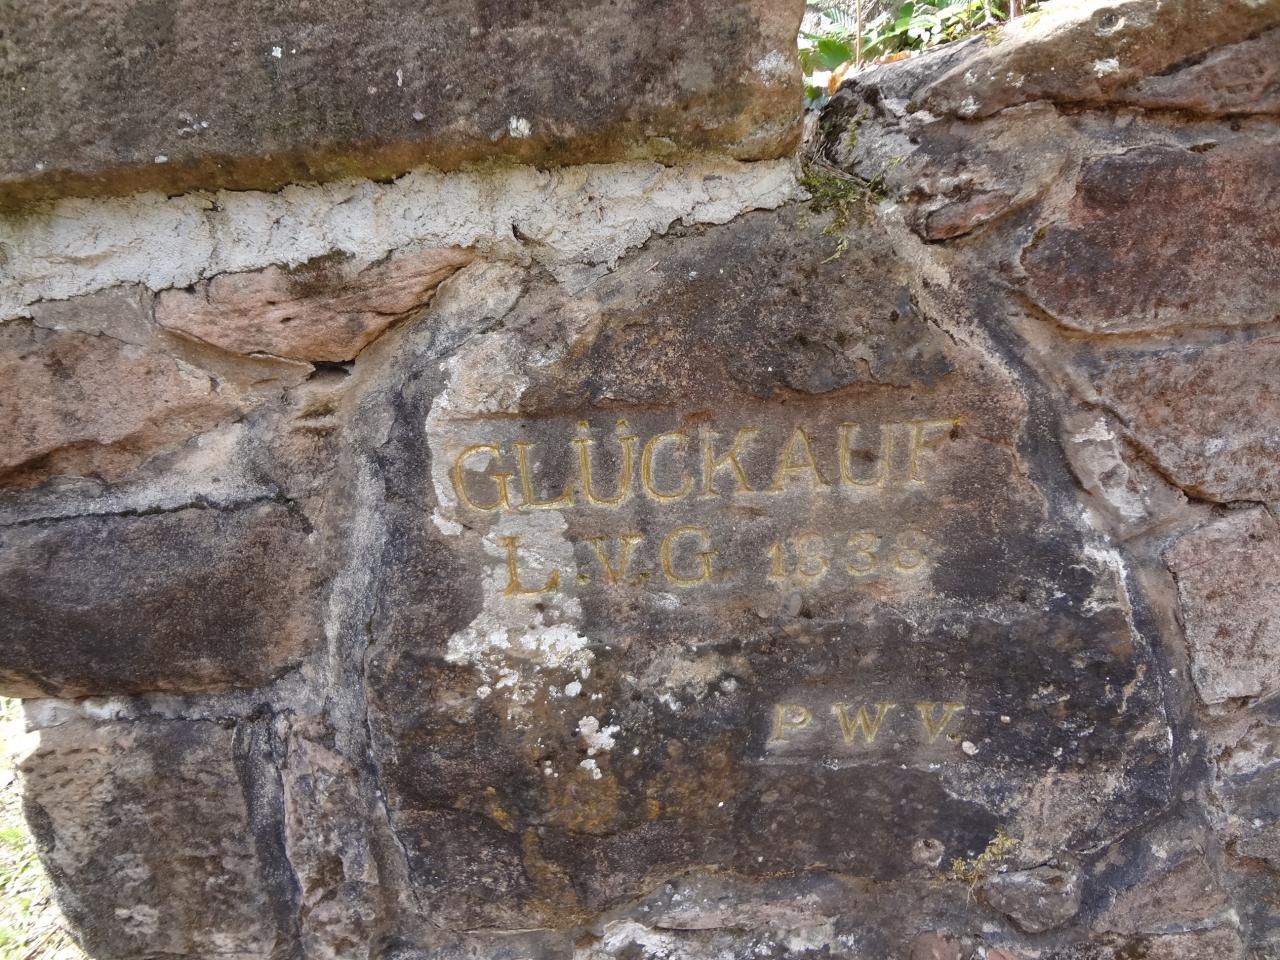 GLÜCKAUF
L.V.G. 1838
P W V.